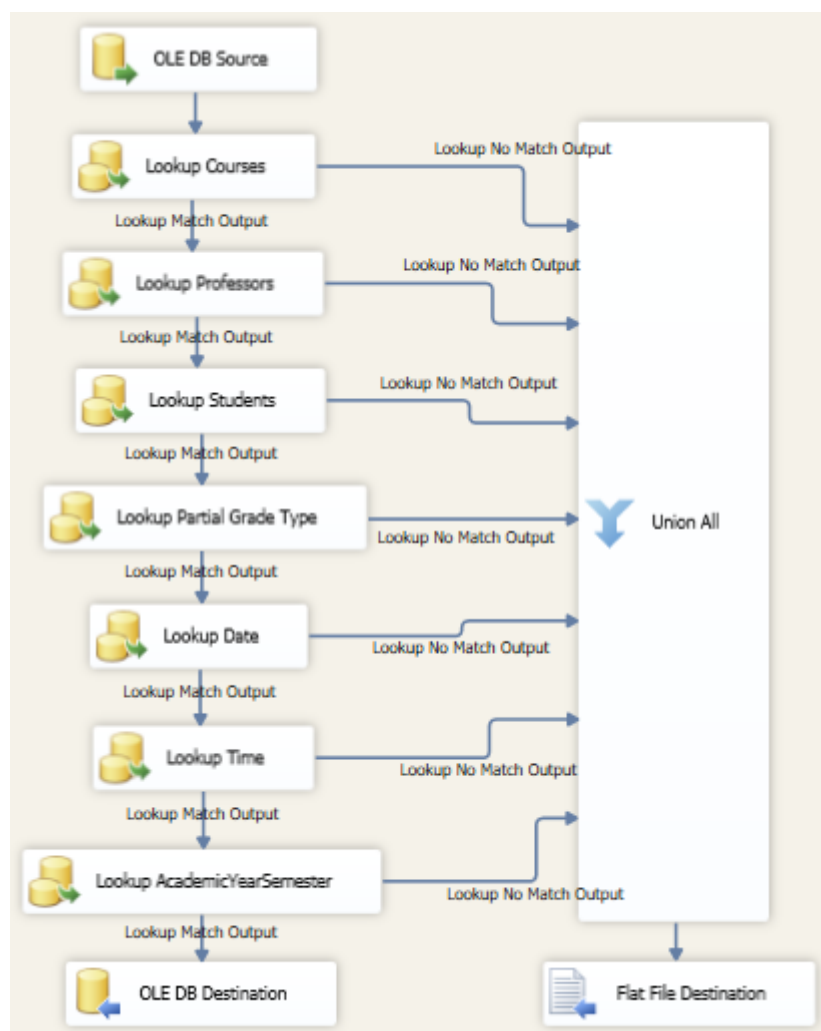 OLE DB Source
Lookup No Match Output
Lookup Courses
Lookup Match Output
Lookup No Match Output
Lookup Professors
Lookup Match Output
Lookup No Match Output
Lookup Students
Lookup Match Output
Lookup Partial Grade Type
Union All
Lookup No Match Output
Lookup Match Output
Lookup Date
Lookup No Match Output
Lookup Match Output
Lookup Time
Lookup No Match Output
Lookup Match Output
Lookup AcademicYearSemester
Lookup No Match Output
Lookup Match Output
OLE DB Destination
Flat File Destination